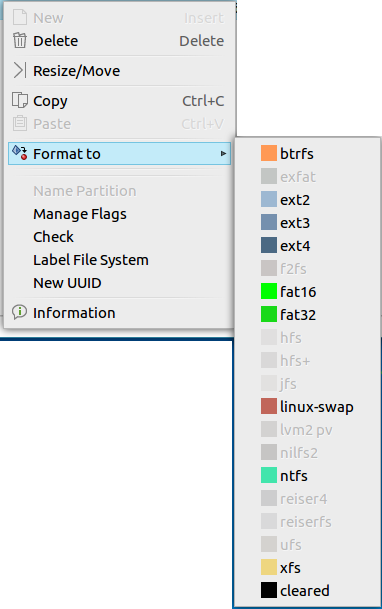 New Insert
Delete Delete
Resize/Move
Copy Ctrl+C
Paste Ctrl+V
Format to
Name Partition
Manage Flags
Check
Label File System
New UUID
Information
btrfs
exfat
ext2
ext3
ext4
f2fs
fat16
fat32
hfs
hfs+
jfs
linux-swap
lvm2 pv
nilfs2
ntfs
reiser4
reiserfs
ufs
xfs
cleared